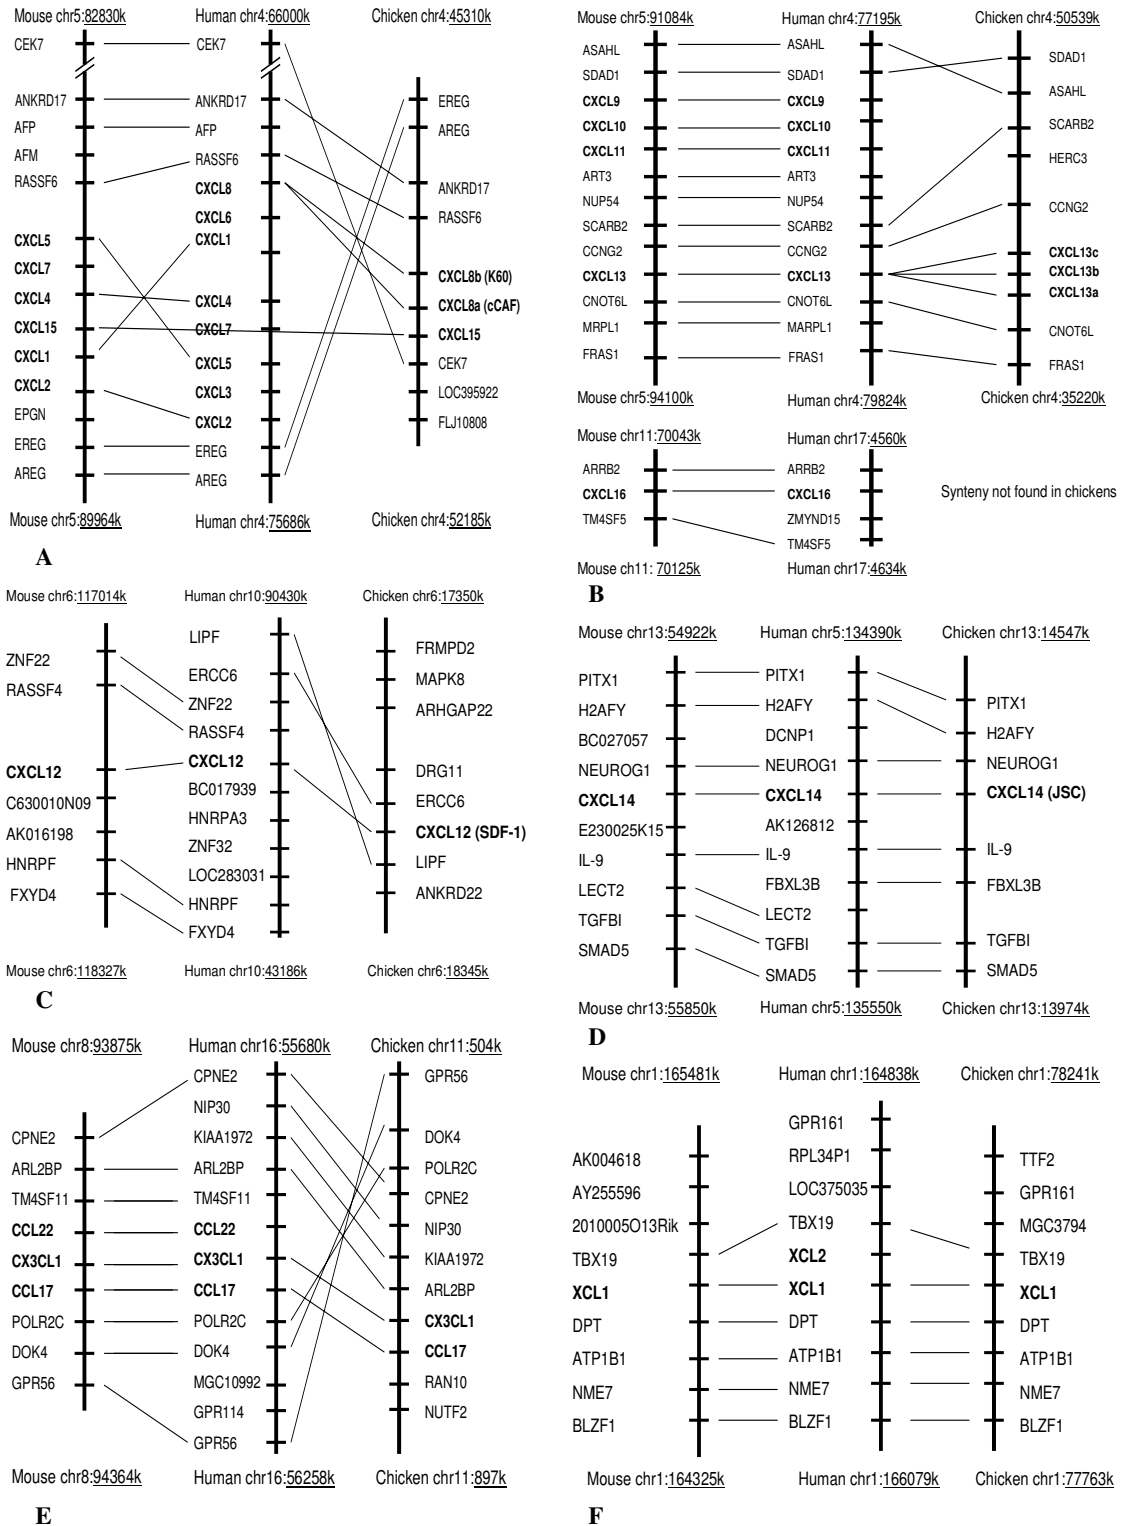 Mouse chr5:82830k
Human chr4:66000k
Chicken chr4:45310k
CEK7
ANKRD17
AFP
AFM
RASSF6
CXCL5
CXCL7
CXCL4
CXCL15
CXCL1
CXCL2
EPGN
EREG
AREG
CEK7
ANKRD17
AFP
RASSF6
CXCL8
CXCL6
CXCL1
CXCL4
CXCL7
CXCL5
CXCL3
CXCL2
EREG
AREG
EREG
AREG
ANKRD17
RASSF6
CXCL8b (K60)
CXCL8a (cCAF)
CXCL15
CEK7
LOC395922
FLJ10808
Mouse chr5:89964k
Human chr4:75686k
Chicken chr4:52185k
A
Mouse chr5:91084k
Human chr4:77195k
Chicken chr4:50539k
ASAHL
SDAD1
CXCL9
CXCL10
CXCL11
ART3
NUP54
SCARB2
CCNG2
CXCL13
CNOT6L
MRPL1
FRAS1
ASAHL
SDAD1
CXCL9
CXCL10
CXCL11
ART3
NUP54
SCARB2
CCNG2
CXCL13
CNOT6L
MARPL1
FRAS1
SDAD1
ASAHL
SCARB2
HERC3
CCNG2
CXCL13c
CXCL13b
CXCL13a
CNOT6L
FRAS1
Mouse chr5:94100k
Human chr4:79824k
Chicken chr4:35220k
Mouse chr11:70043k
Human chr17:4560k
ARRB2
CXCL16
TM4SF5
ARRB2
CXCL16
ZMYND15
TM4SF5
Synteny not found in chickens
Mouse ch11: 70125k
Human chr17:4634k
B
Mouse chr6:117014k
Human chr10:90430k
Chicken chr6:17350k
ZNF22
RASSF4
CXCL12
C630010N09
AK016198
HNRPF
FXYD4
LIPF
ERCC6
ZNF22
RASSF4
CXCL12
BC017939
HNRPA3
ZNF32
LOC283031
HNRPF
FXYD4
FRMPD2
MAPK8
ARHGAP22
DRG11
ERCC6
CXCL12 (SDF-1)
LIPF
ANKRD22
Mouse chr6:118327k
Human chr10:43186k
Chicken chr6:18345k
C
Mouse chr13:54922k
Human chr5:134390k
Chicken chr13:14547k
PITX1
H2AFY
BC027057
NEUROG1
CXCL14
E230025K15
IL-9
LECT2
TGFBI
SMAD5
PITX1
H2AFY
DCNP1
NEUROG1
CXCL14
AK126812
IL-9
FBXL3B
LECT2
TGFBI
SMAD5
PITX1
H2AFY
NEUROG1
CXCL14 (JSC)
IL-9
FBXL3B
TGFBI
SMAD5
Mouse chr13:55850k
Human chr5:135550k
Chicken chr13:13974k
D
Mouse chr8:93875k
Human chr16:55680k
Chicken chr11:504k
CPNE2
ARL2BP
TM4SF11
CCL22
CX3CL1
CCL17
POLR2C
DOK4
GPR56
CPNE2
NIP30
KIAA1972
ARL2BP
TM4SF11
CCL22
CX3CL1
CCL17
POLR2C
DOK4
MGC10992
GPR114
GPR56
GPR56
DOK4
POLR2C
CPNE2
NIP30
KIAA1972
ARL2BP
CX3CL1
CCL17
RAN10
NUTF2
Mouse chr8:94364k
Human chr16:56258k
Chicken chr11:897k
E
Mouse chr1:165481k
Human chr1:164838k
Chicken chr1:78241k
AK004618
AY255596
2010005O13Rik
TBX19
XCL1
DPT
ATP1B1
NME7
BLZF1
GPR161
RPL34P1
LOC375035
TBX19
XCL2
XCL1
DPT
ATP1B1
NME7
BLZF1
TTF2
GPR161
MGC3794
TBX19
XCL1
DPT
ATP1B1
NME7
BLZF1
Mouse chr1:164325k
Human chr1:166079k
Chicken chr1:77763k
F